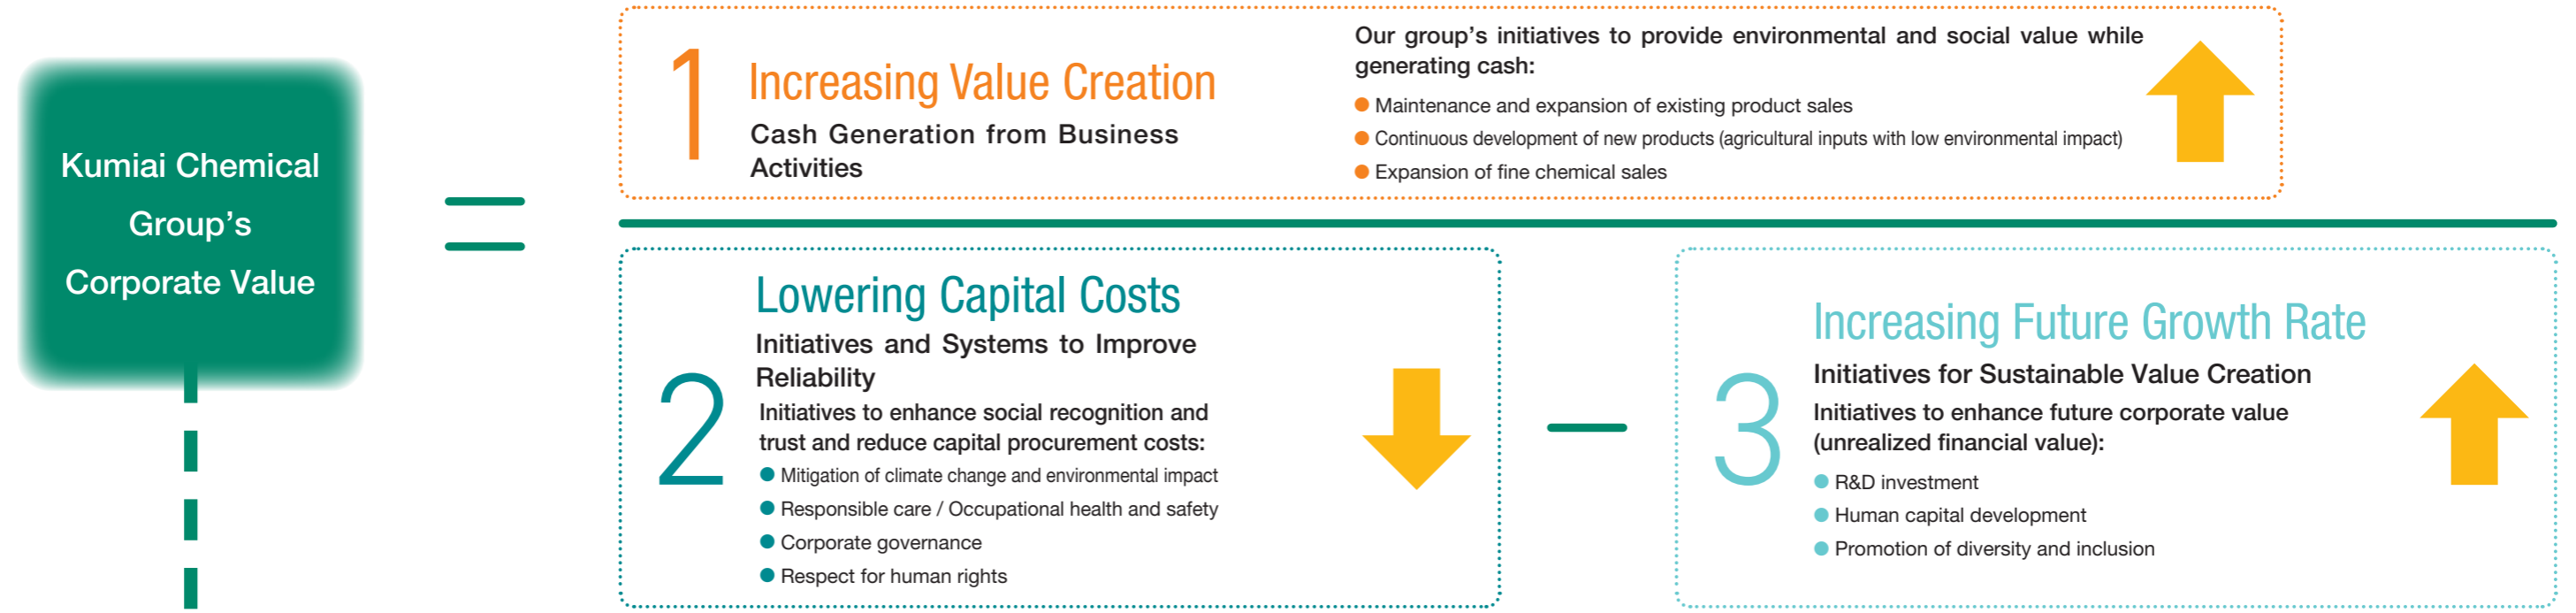 Kumiai Chemical
Group’s
Corporate Value
1
Increasing Value Creation
Cash Generation from Business
Activities
Our group’s initiatives to provide environmental and social value while
generating cash:
● Maintenance and expansion of existing product sales
● Continuous development of new products (agricultural inputs with low environmental impact)
● Expansion of fine chemical sales
2
Lowering Capital Costs
Initiatives and Systems to Improve
Reliability
Initiatives to enhance social recognition and
trust and reduce capital procurement costs:
● Mitigation of climate change and environmental impact
● Responsible care / Occupational health and safety
● Corporate governance
● Respect for human rights
3
Increasing Future Growth Rate
Initiatives for Sustainable Value Creation
Initiatives to enhance future corporate value
(unrealized financial value):
● R&D investment
● Human capital development
● Promotion of diversity and inclusion